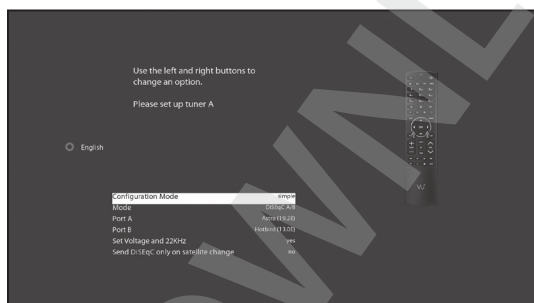 Use the left and right buttons to
change an option.
Please set up tuner A
English
Configuration Mode simple
Mode DiSEqC A/B
Port A Astra (19.2E)
Port B Hotbird (13.0E)
Set Voltage and 22KHz yes
Send DiSEqC only on satellite change no